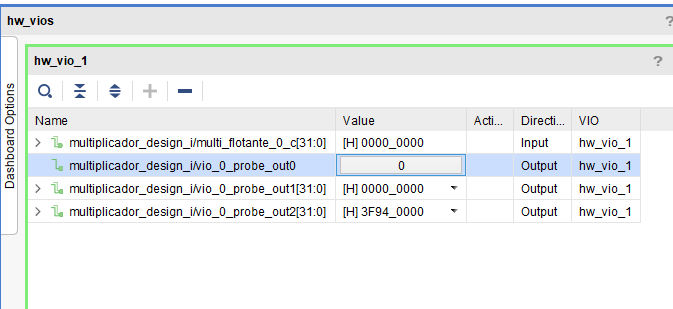 hw_vios
?
Dashboard Options
hw_vio_1
?
Name Value Acti... Directi... VIO
multiplicador_design_i/multi_flotante_0_c[31:0] [H] 0000_0000 Input hw_vio_1
multiplicador_design_i/vio_0_probe_out0 0 Output hw_vio_1
multiplicador_design_i/vio_0_probe_out1[31:0] [H] 0000_0000 Output hw_vio_1
multiplicador_design_i/vio_0_probe_out2[31:0] [H] 3F94_0000 Output hw_vio_1